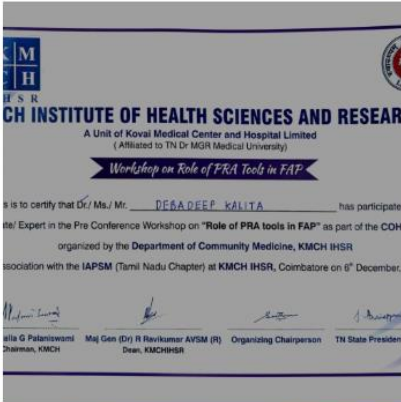 K M
C H
H S R
CH INSTITUTE OF HEALTH SCIENCES AND RESEAR
A Unit of Kovai Medical Center and Hospital Limited
( Affiliated to TN Dr MGR Medical University)
Workshop on Role of PRA Tools in FAP
s is to certify that Dr./ Ms./ Mr. DEBADEEP KALITA has participate
ate/ Expert in the Pre Conference Workshop on "Role of PRA tools in FAP" as part of the COH
organized by the Department of Community Medicine, KMCH IHSR
ssociation with the IAPSM (Tamil Nadu Chapter) at KMCH IHSR, Coimbatore on 6th December,
alla G Palaniswami Maj Gen (Dr) R Ravikumar AVSM (R) Organizing Chairperson TN State Presiden
Chairman, KMCH Dean, KMCHIHSR